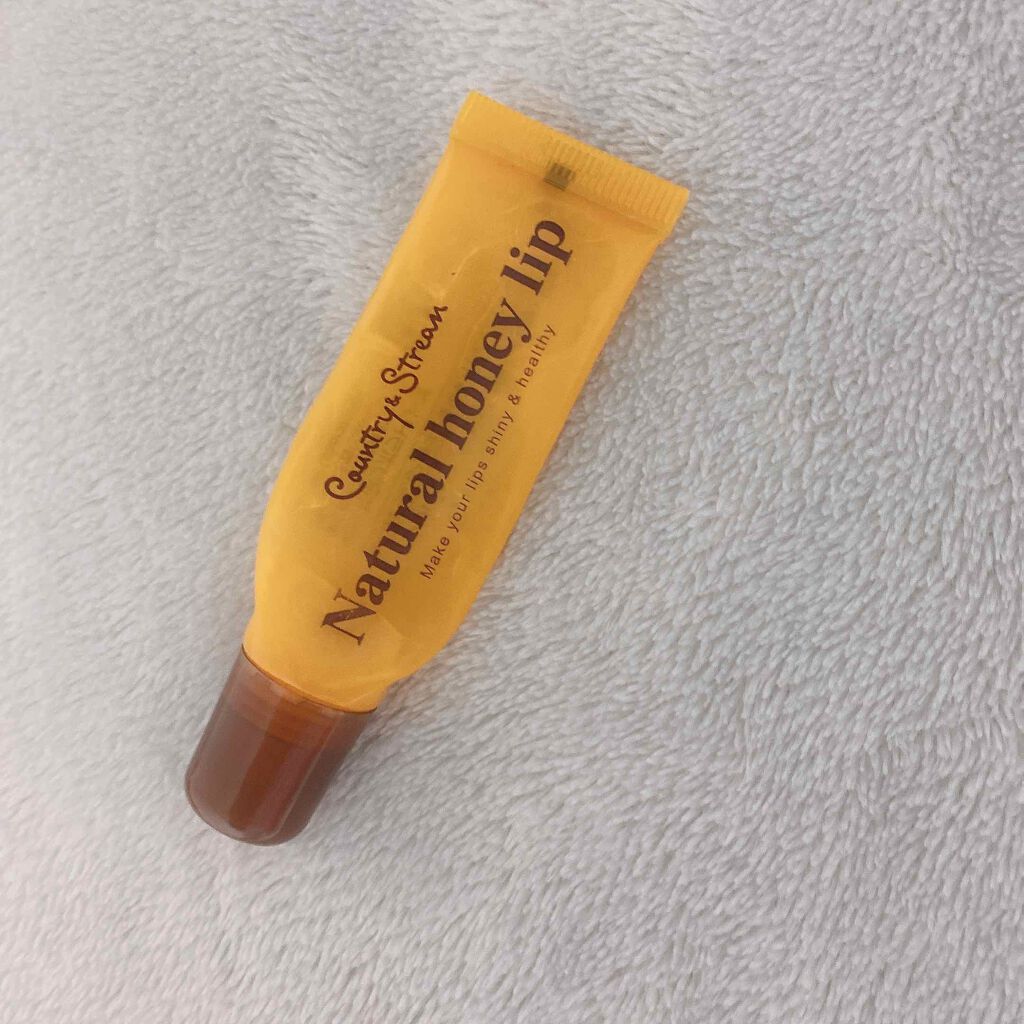 Country & Stream
Natural honey lip
Make your lips shiny & healthy